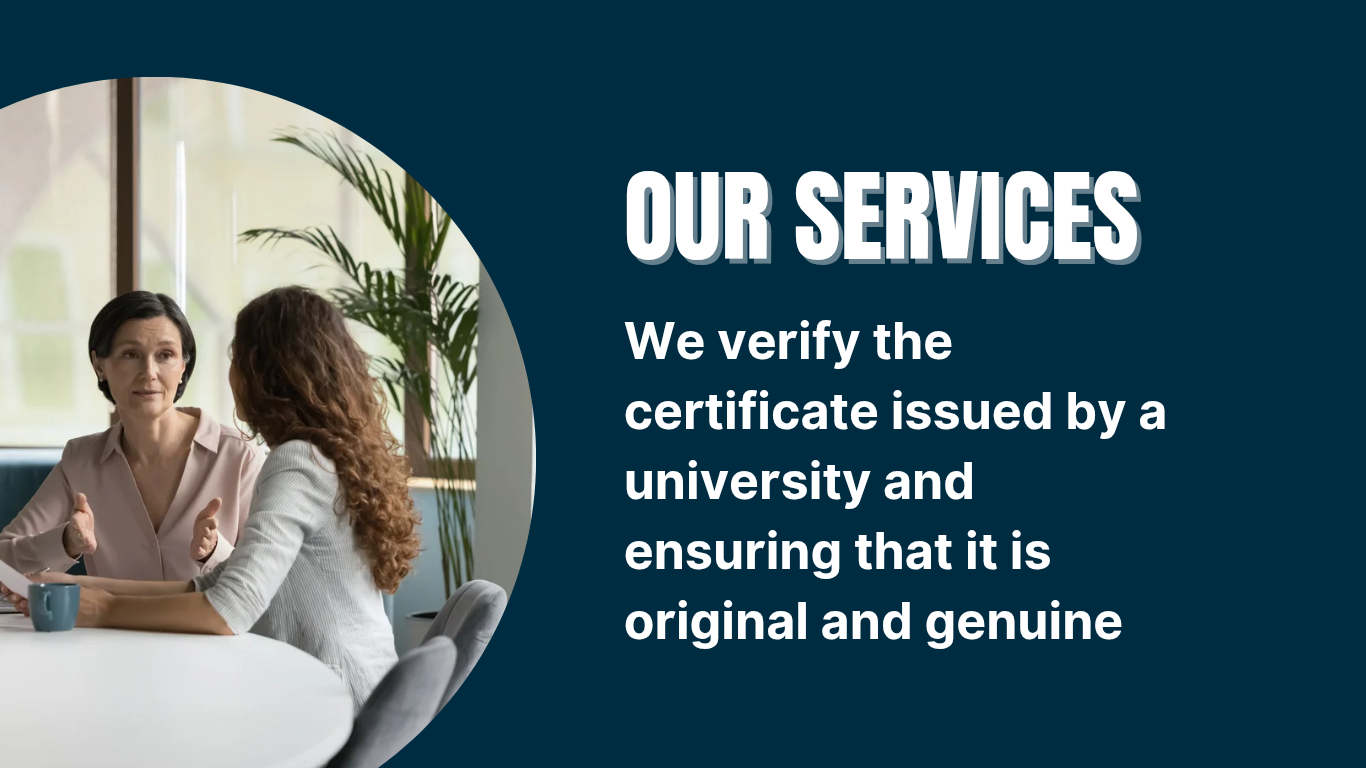 OUR SERVICES
We verify the
certificate issued by a
university and
ensuring that it is
original and genuine